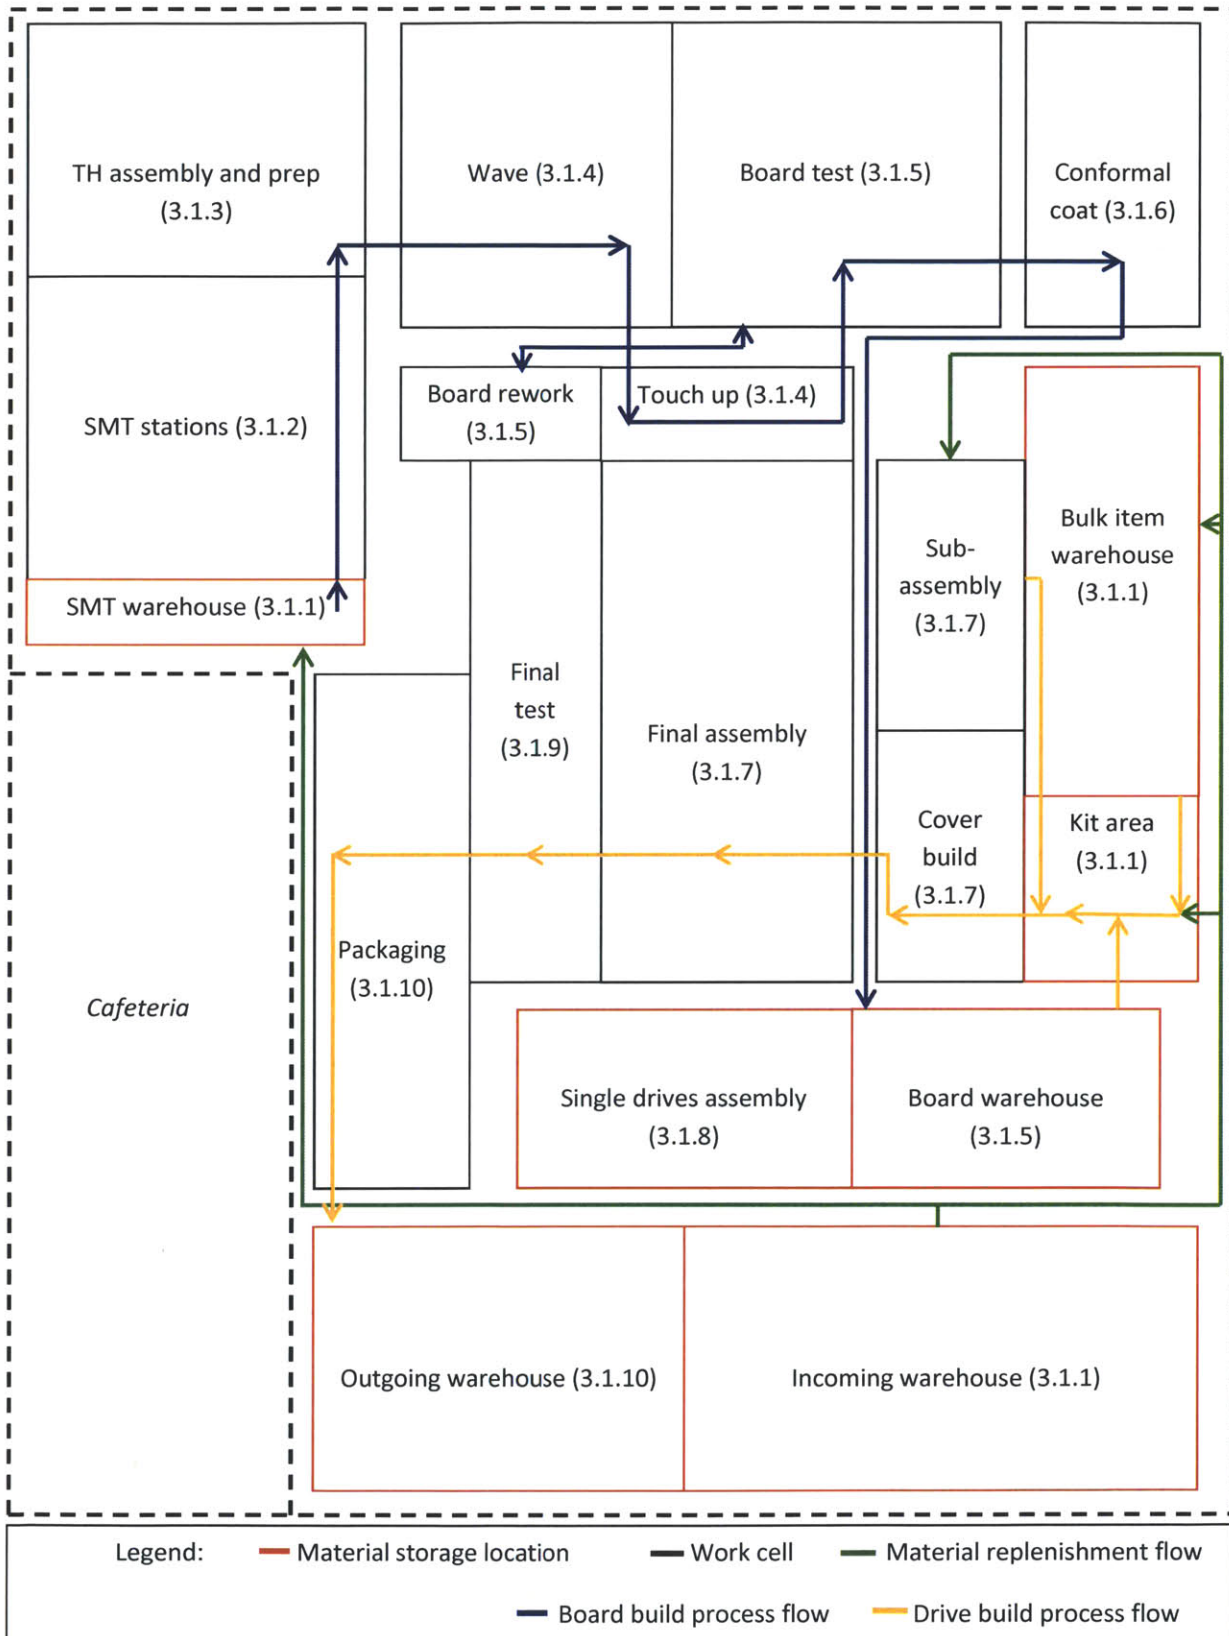 TH assembly and prep
(3.1.3)
Wave (3.1.4)
Board test (3.1.5)
Conformal
coat (3.1.6)
SMT stations (3.1.2)
Board rework
(3.1.5)
Touch up (3.1.4)
SMT warehouse (3.1.1)
Sub-
assembly
(3.1.7)
Bulk item
warehouse
(3.1.1)
Final
test
(3.1.9)
Final assembly
(3.1.7)
Cover
build
(3.1.7)
Kit area
(3.1.1)
Packaging
(3.1.10)
Cafeteria
Single drives assembly
(3.1.8)
Board warehouse
(3.1.5)
Outgoing warehouse (3.1.10)
Incoming warehouse (3.1.1)
Legend:
Material storage location
Work cell
Material replenishment flow
Board build process flow
Drive build process flow